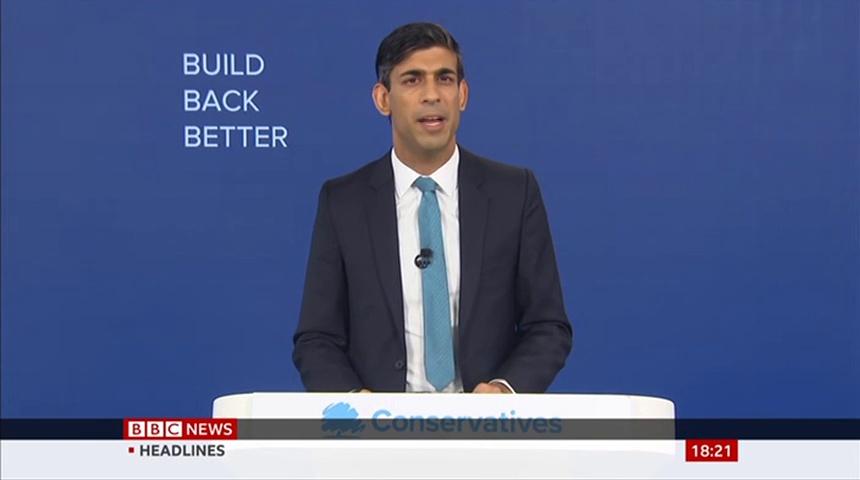 BUILD
BACK
BETTER
Conservatives
BBC NEWS
HEADLINES
18:21